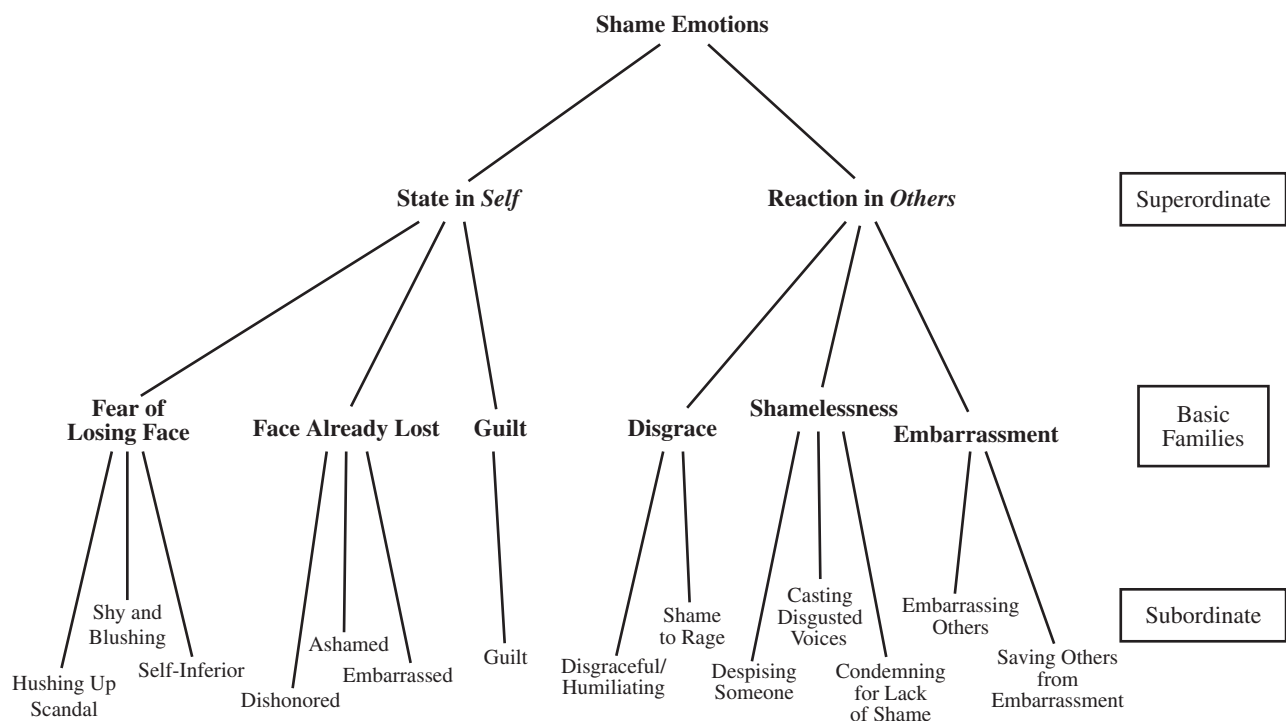 Shame Emotions
State in Self
Reaction in Others
Superordinate
Fear of
Losing Face
Face Already Lost
Guilt
Disgrace
Shamelessness
Embarrassment
Basic
Families
Hushing Up
Scandal
Shy and
Blushing
Self-Inferior
Dishonored
Ashamed
Embarrassed
Guilt
Disgraceful/
Humiliating
Shame
to Rage
Despising
Someone
Casting
Disgusted
Voices
Condemning
for Lack
of Shame
Embarrassing
Others
Saving Others
from
Embarrassment
Subordinate